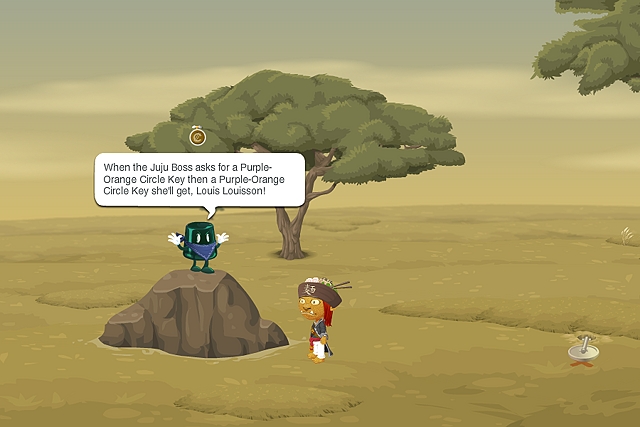 When the Juju Boss asks for a Purple-
Orange Circle Key then a Purple-Orange
Circle Key she'll get, Louis Louisson!